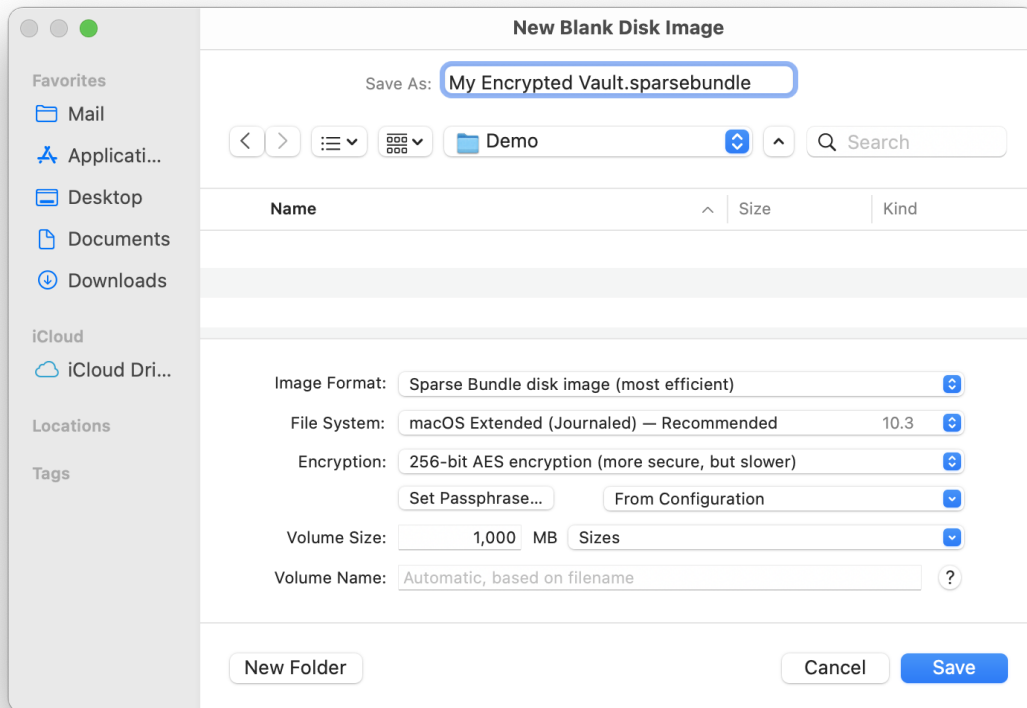 New Blank Disk Image
Favorites
Mail
Applicati...
Desktop
Documents
Downloads
iCloud
iCloud Dri...
Locations
Tags
Save As: My Encrypted Vault.sparsebundle
Demo
Search
Name Size Kind
Image Format: Sparse Bundle disk image (most efficient)
File System: macOS Extended (Journaled) — Recommended 10.3
Encryption: 256-bit AES encryption (more secure, but slower)
Set Passphrase... From Configuration
Volume Size: 1,000 MB Sizes
Volume Name: Automatic, based on filename ?
New Folder Cancel Save